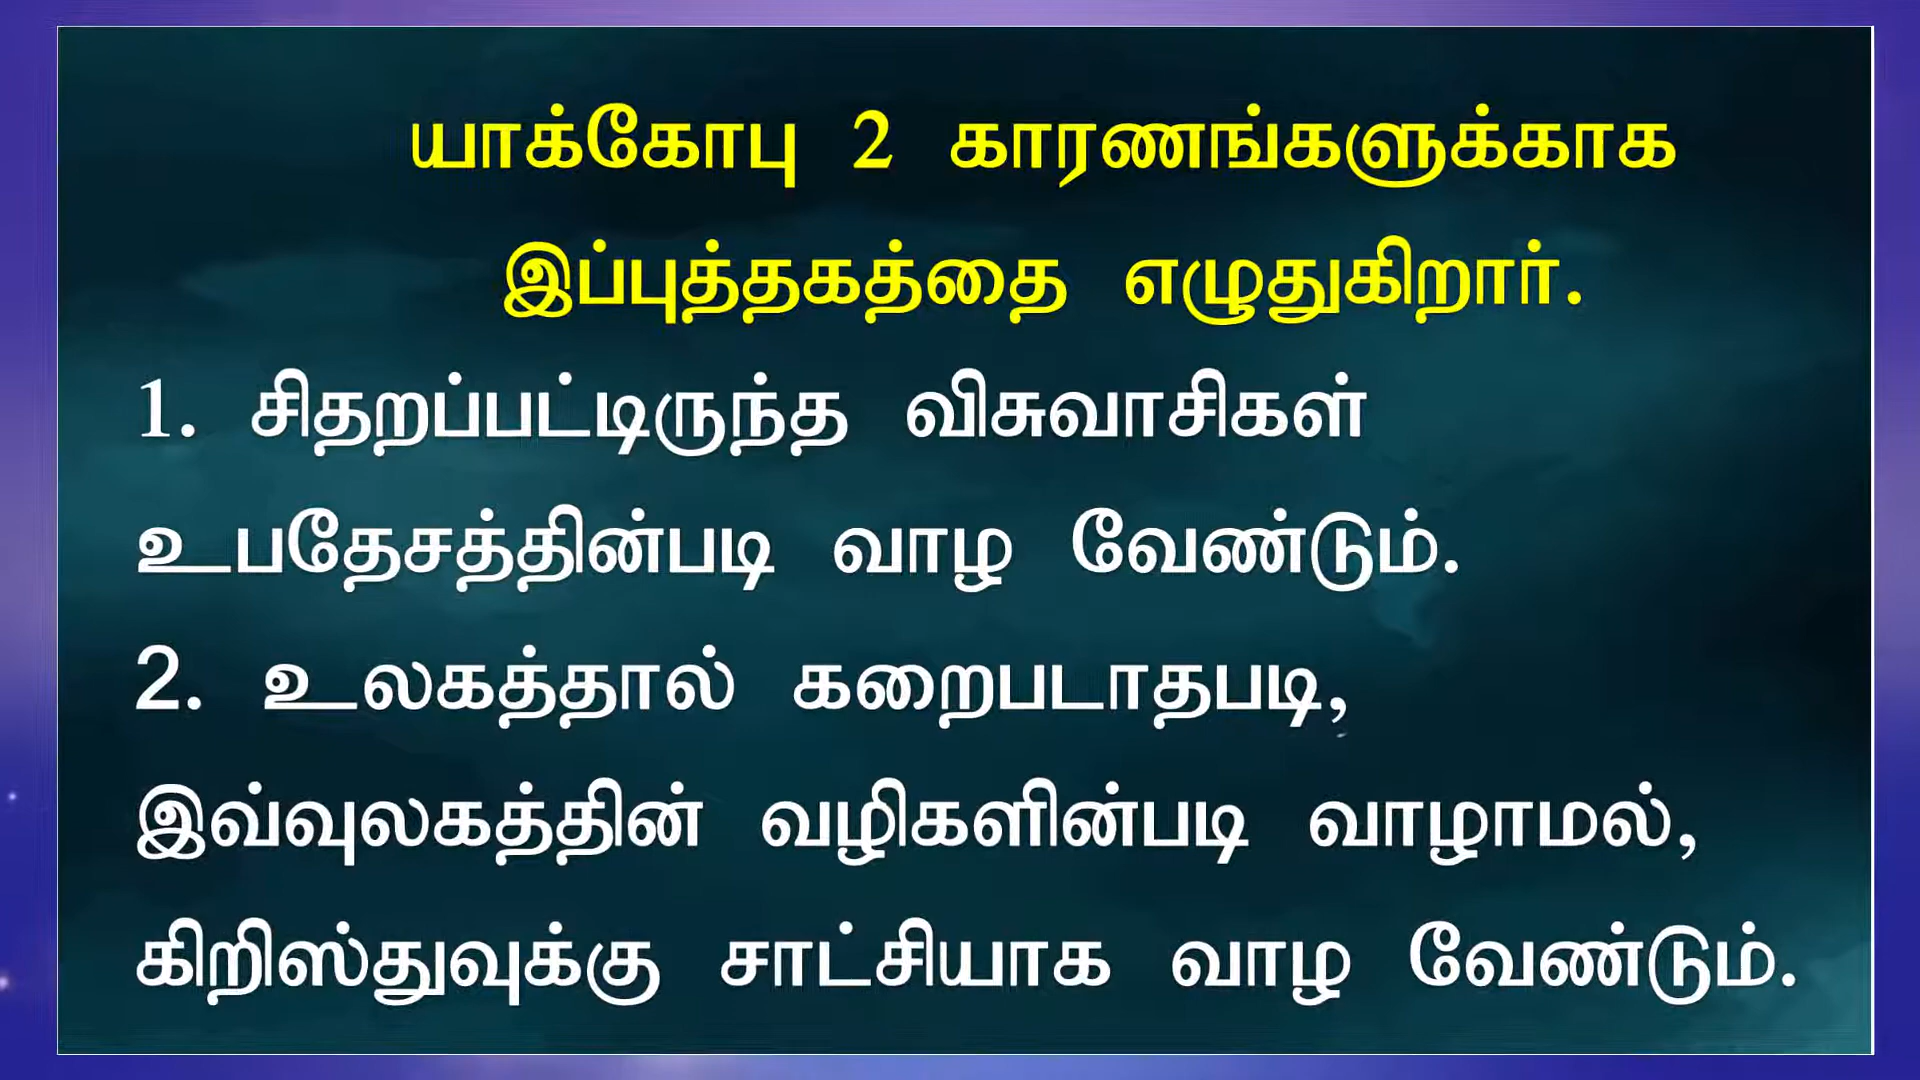 யாக்கோபு 2 காரணங்களுக்காக
இப்புத்தகத்தை எழுதுகிறார்.
1. சிதறப்பட்டிருந்த விசுவாசிகள்
உபதேசத்தின்படி வாழ வேண்டும்.
2. உலகத்தால் கறைபடாதபடி,
இவ்வுலகத்தின் வழிகளின்படி வாழாமல்,
கிறிஸ்துவுக்கு சாட்சியாக வாழ வேண்டும்.